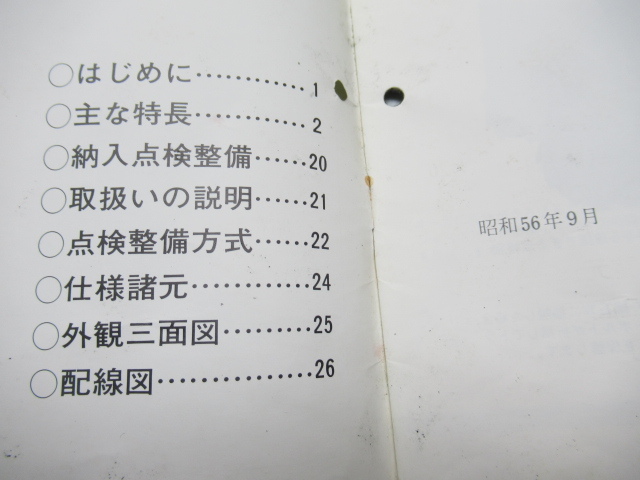 ○はじめに…………1
○主な特長…………2
○納入点検整備……20
○取扱いの説明……21
○点検整備方式……22
○仕様諸元…………24
○外観三面図………25
○配線図……………26
昭和56年9月